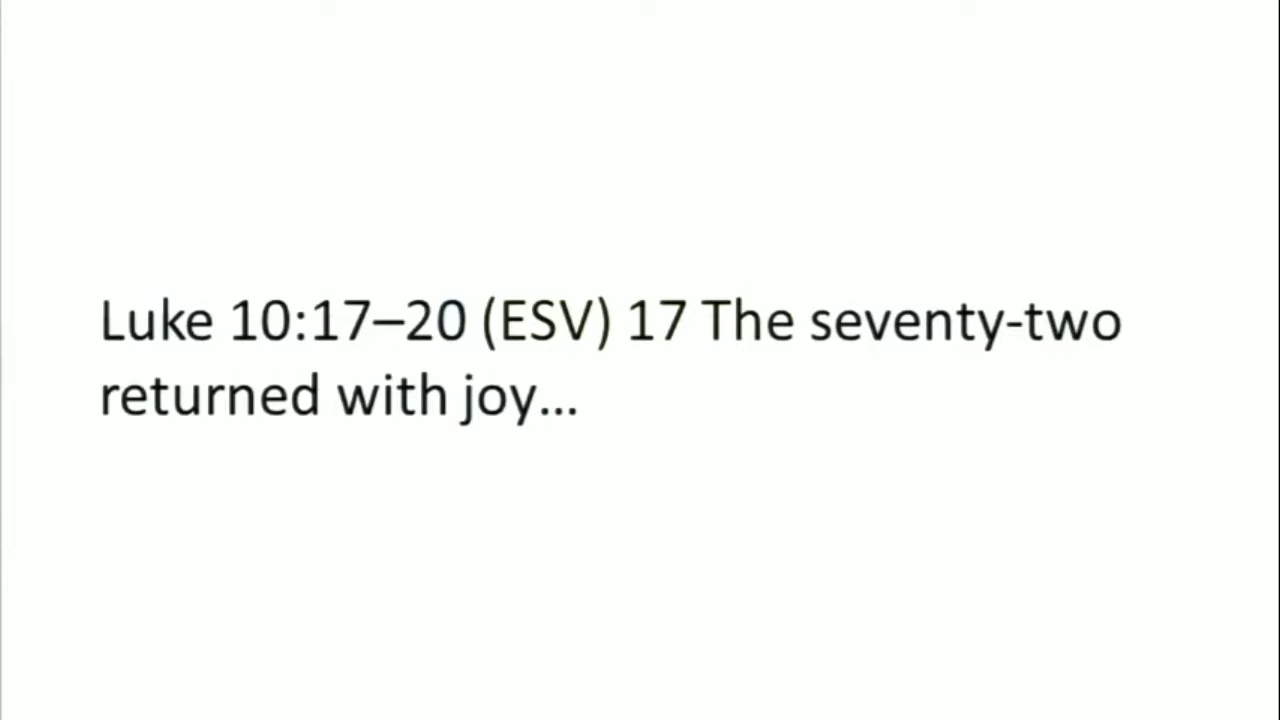 Luke 10:17–20 (ESV) 17 The seventy-two
returned with joy...